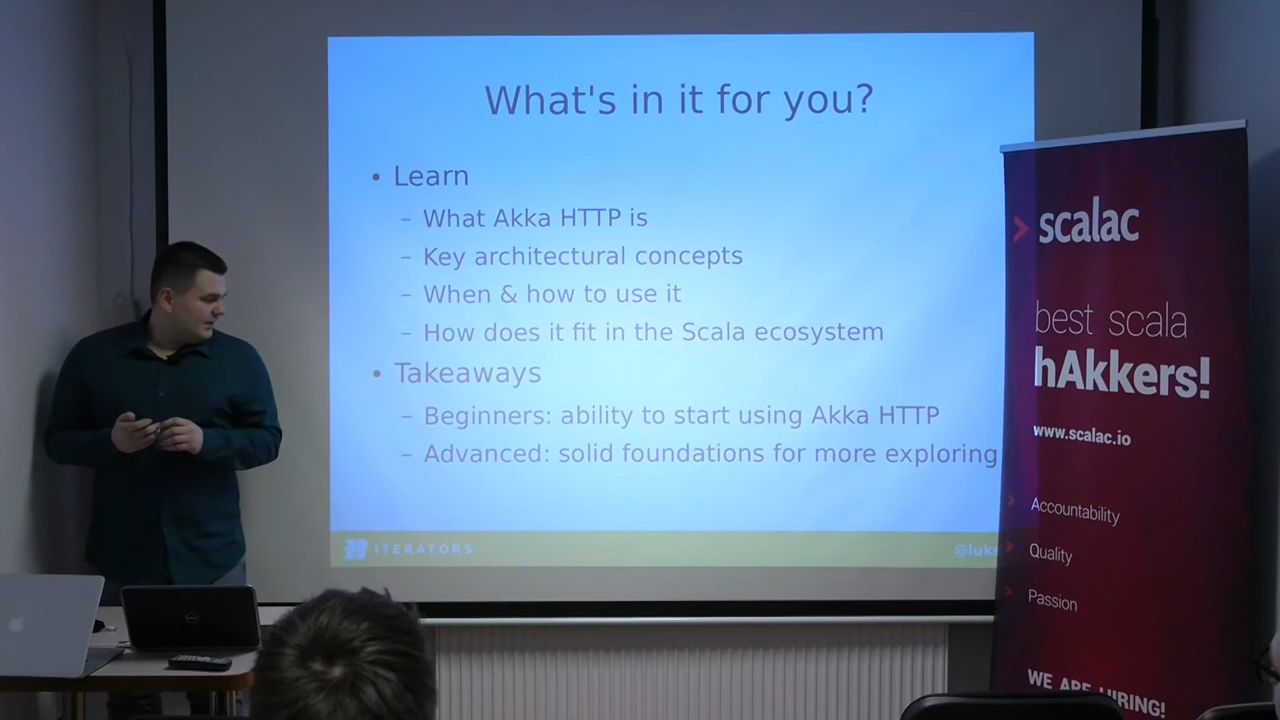 What's in it for you?
• Learn
– What Akka HTTP is
– Key architectural concepts
– When & how to use it
– How does it fit in the Scala ecosystem
• Takeaways
– Beginners: ability to start using Akka HTTP
– Advanced: solid foundations for more exploring
ITERATORS
@luks
scalac
best scala
hAkkers!
www.scalac.io
Accountability
Quality
Passion
WE ARE HIRING!